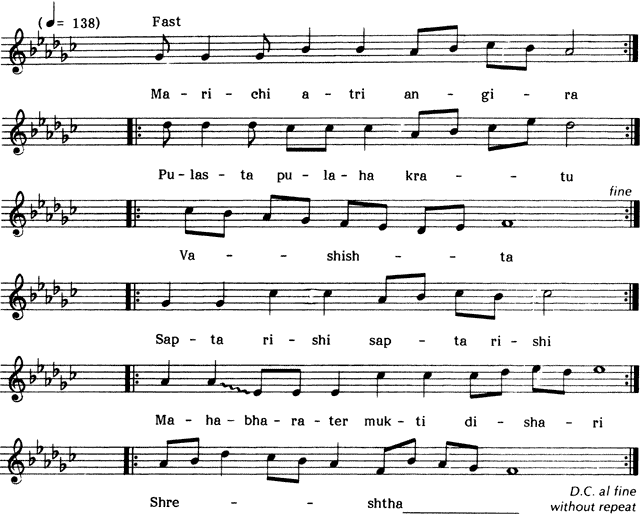 (♩= 138) Fast
Ma - ri - chi a - tri an - gi - ra
Pu - las - ta pu - la - ha kra - - tu
fine
Va - - shish - - ta
Sap - ta ri - shi sap - ta ri - shi
Ma - ha - bha - ra - ter muk - ti di - sha - ri
Shre - - shtha
D.C. al fine
without repeat